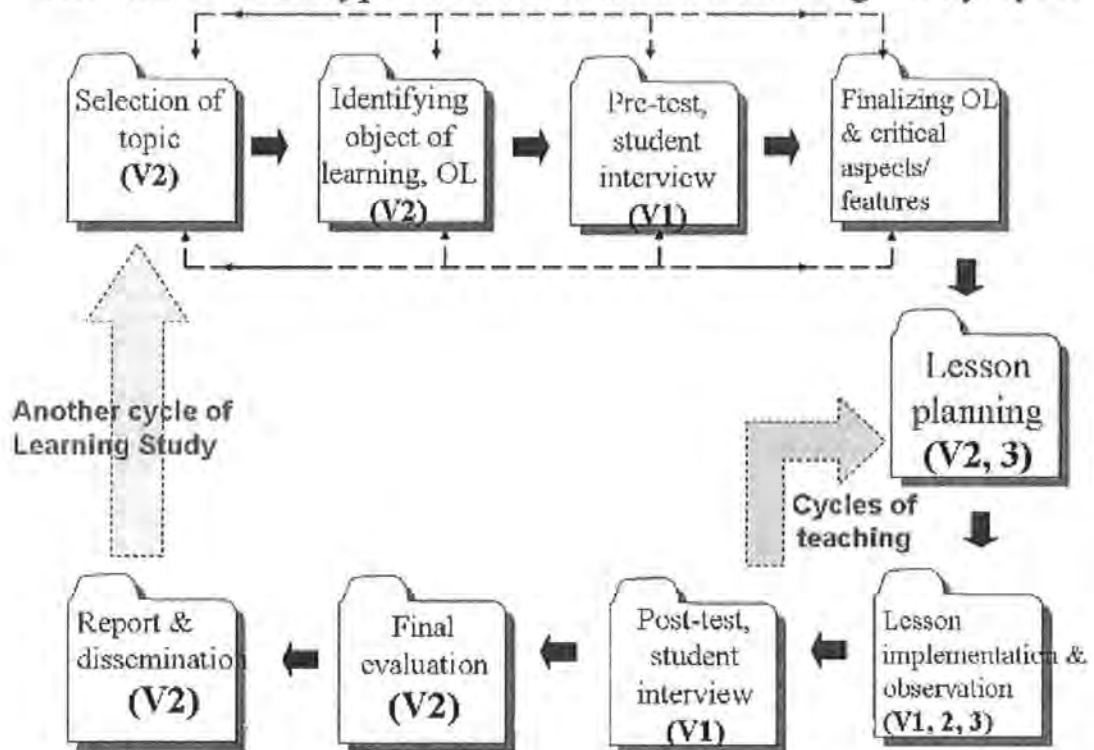 Selection of
topic
(V2)
Identifying
object of
learning, OL
(V2)
Pre-test,
student
interview
(V1)
Finalizing OL
& critical
aspects/
features
Lesson
planning
(V2, 3)
Another cycle of
Learning Study
Cycles of
teaching
Report &
dissemination
(V2)
Final
evaluation
(V2)
Post-test,
student
interview
(V1)
Lesson
implementation &
observation
(V1, 2, 3)